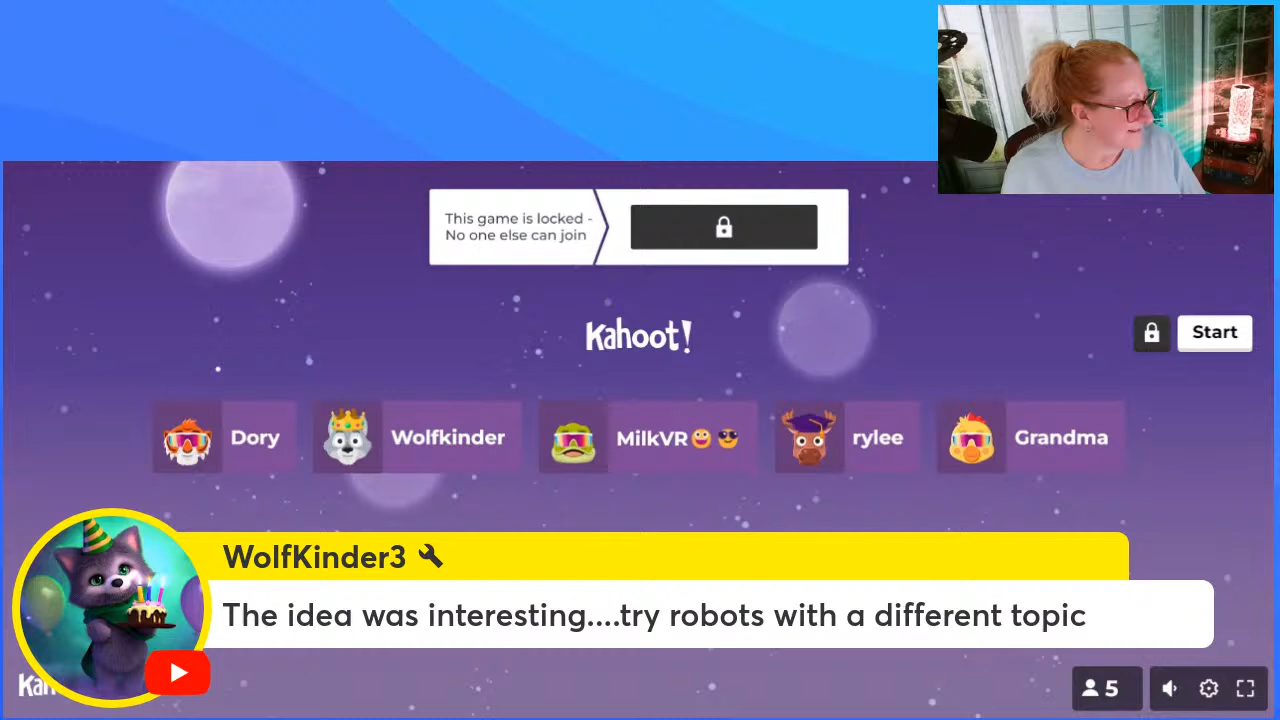 This game is locked -
No one else can join
Kahoot!
Start
Dory
Wolfkinder
MilkVR
rylee
Grandma
WolfKinder3
The idea was interesting....try robots with a different topic
Kah
5